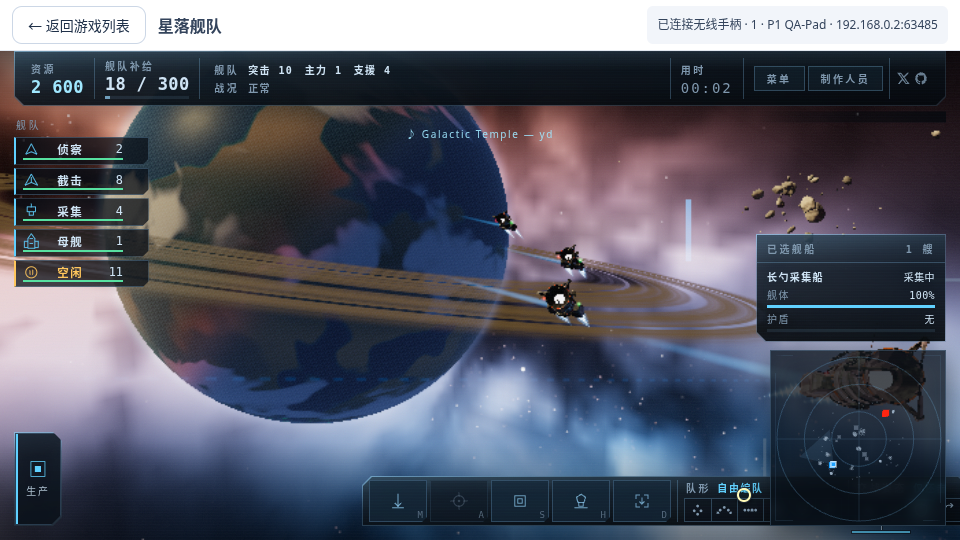 ← 返回游戏列表
星落舰队
已连接无线手柄 · 1 · P1 QA-Pad · 192.168.0.2:63485
资源
2 600
舰队补给
18 / 300
舰队 突击 10 主力 1 支援 4
战况 正常
用时
00:02
菜单
制作人员
舰队
♪ Galactic Temple — yd
侦察 2
截击 8
采集 4
母舰 1
空闲 11
已选舰船 1 艘
长勺采集船 采集中
舰体 100%
护盾 无
生产
M
A
S
H
D
队形 自由编队